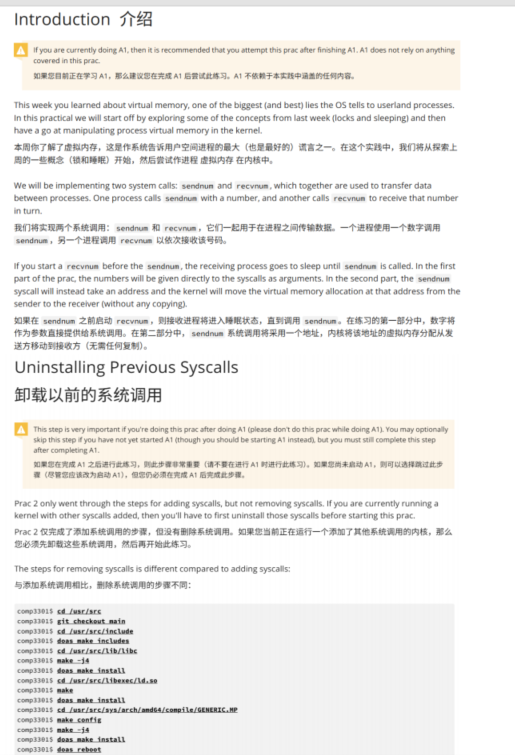 Introduction 介绍
If you are currently doing A1, then it is recommended that you attempt this prac after finishing A1. A1 does not rely on anything
covered in this practical.
如果您目前正在学习 A1，那么建议您在完成 A1 后尝试此练习。A1 不依赖于本实践中涵盖的任何内容。
This week you learned about virtual memory, one of the biggest (and best) lies the OS tells to userland processes.
In this practical we will start off by exploring some of the concepts from last week (locks and sleeping) and then
have a go at manipulating process virtual memory in the kernel.
本周你了解了虚拟内存，这是作系统告诉用户空间进程的最大（也是最好的）谎言之一。在这个实践中，我们将从探索上
周的一些概念（锁和睡眠）开始，然后尝试作进程 虚拟内存 在内核中。
We will be implementing two system calls: sendnum and recvnum, which together are used to transfer data
between processes. One process calls sendnum with a number, and another calls recvnum to receive that number
in turn.
我们将实现两个系统调用：sendnum 和 recvnum，它们一起用于在进程之间传输数据。一个进程使用一个数字调用
sendnum，另一个进程调用 recvnum 以依次接收该号码。
If you start a recvnum before the sendnum, the receiving process goes to sleep until sendnum is called. In the first
part of the prac, the numbers will be given directly to the syscalls as arguments. In the second part, the sendnum
syscall will instead take an address and the kernel will move the virtual memory allocation at that address from the
sender to the receiver (without any copying).
如果在 sendnum 之前启动 recvnum，则接收进程将进入睡眠状态，直到调用 sendnum。在练习的第一部分中，数字将
作为参数直接提供给系统调用。在第二部分中，sendnum 系统调用将采用一个地址，内核将该地址的虚拟内存分配从发
送方移动到接收方（无需任何复制）。
Uninstalling Previous Syscalls
卸载以前的系统调用
This step is very important if you're doing this prac after doing A1 (please don't do this prac while doing A1). You may optionally
skip this step if you have not yet started A1 (though you should be starting A1 instead), but you must still complete this step
after completing A1.
如果您在完成 A1 之后进行此练习，则此步骤非常重要（请不要在进行 A1 时进行此练习）。如果您尚未启动 A1，则可以选择跳过此步
骤（尽管您应该改为启动 A1），但您仍必须在完成 A1 后完成此步骤。
Prac 2 only went through the steps for adding syscalls, but not removing syscalls. If you are currently running a
kernel with other syscalls added, then you'll have to first uninstall those syscalls before starting this prac.
Prac 2 仅完成了添加系统调用的步骤，但没有删除系统调用。如果您当前正在运行一个添加了其他系统调用的内核，那么
您必须先卸载这些系统调用，然后再开始此练习。
The steps for removing syscalls is different compared to adding syscalls:
与添加系统调用相比，删除系统调用的步骤不同：
comp3301$ cd /usr/src
comp3301$ git checkout main
comp3301$ cd /usr/src/include
comp3301$ doas make includes
comp3301$ cd /usr/src/lib/libc
comp3301$ make -j4
comp3301$ doas make install
comp3301$ cd /usr/src/libexec/ld.so
comp3301$ make
comp3301$ doas make install
comp3301$ cd /usr/src/sys/arch/amd64/compile/GENERIC.MP
comp3301$ make config
comp3301$ make -j4
comp3301$ doas make install
comp3301$ doas reboot